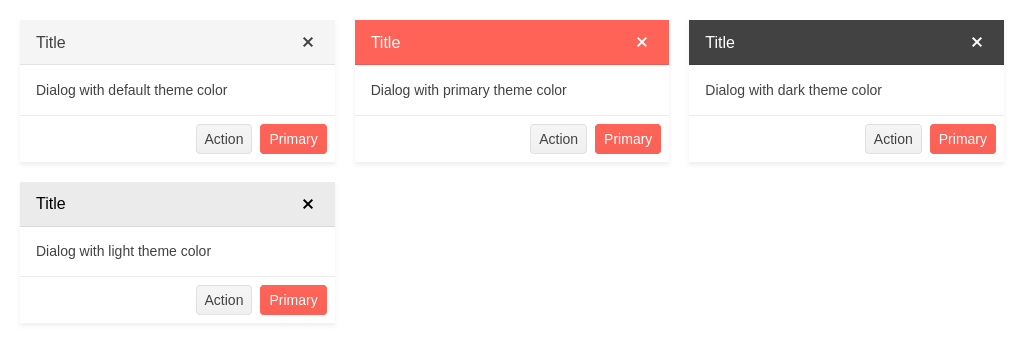 Title
Dialog with default theme color
Action Primary
Title
Dialog with primary theme color
Action Primary
Title
Dialog with dark theme color
Action Primary
Title
Dialog with light theme color
Action Primary